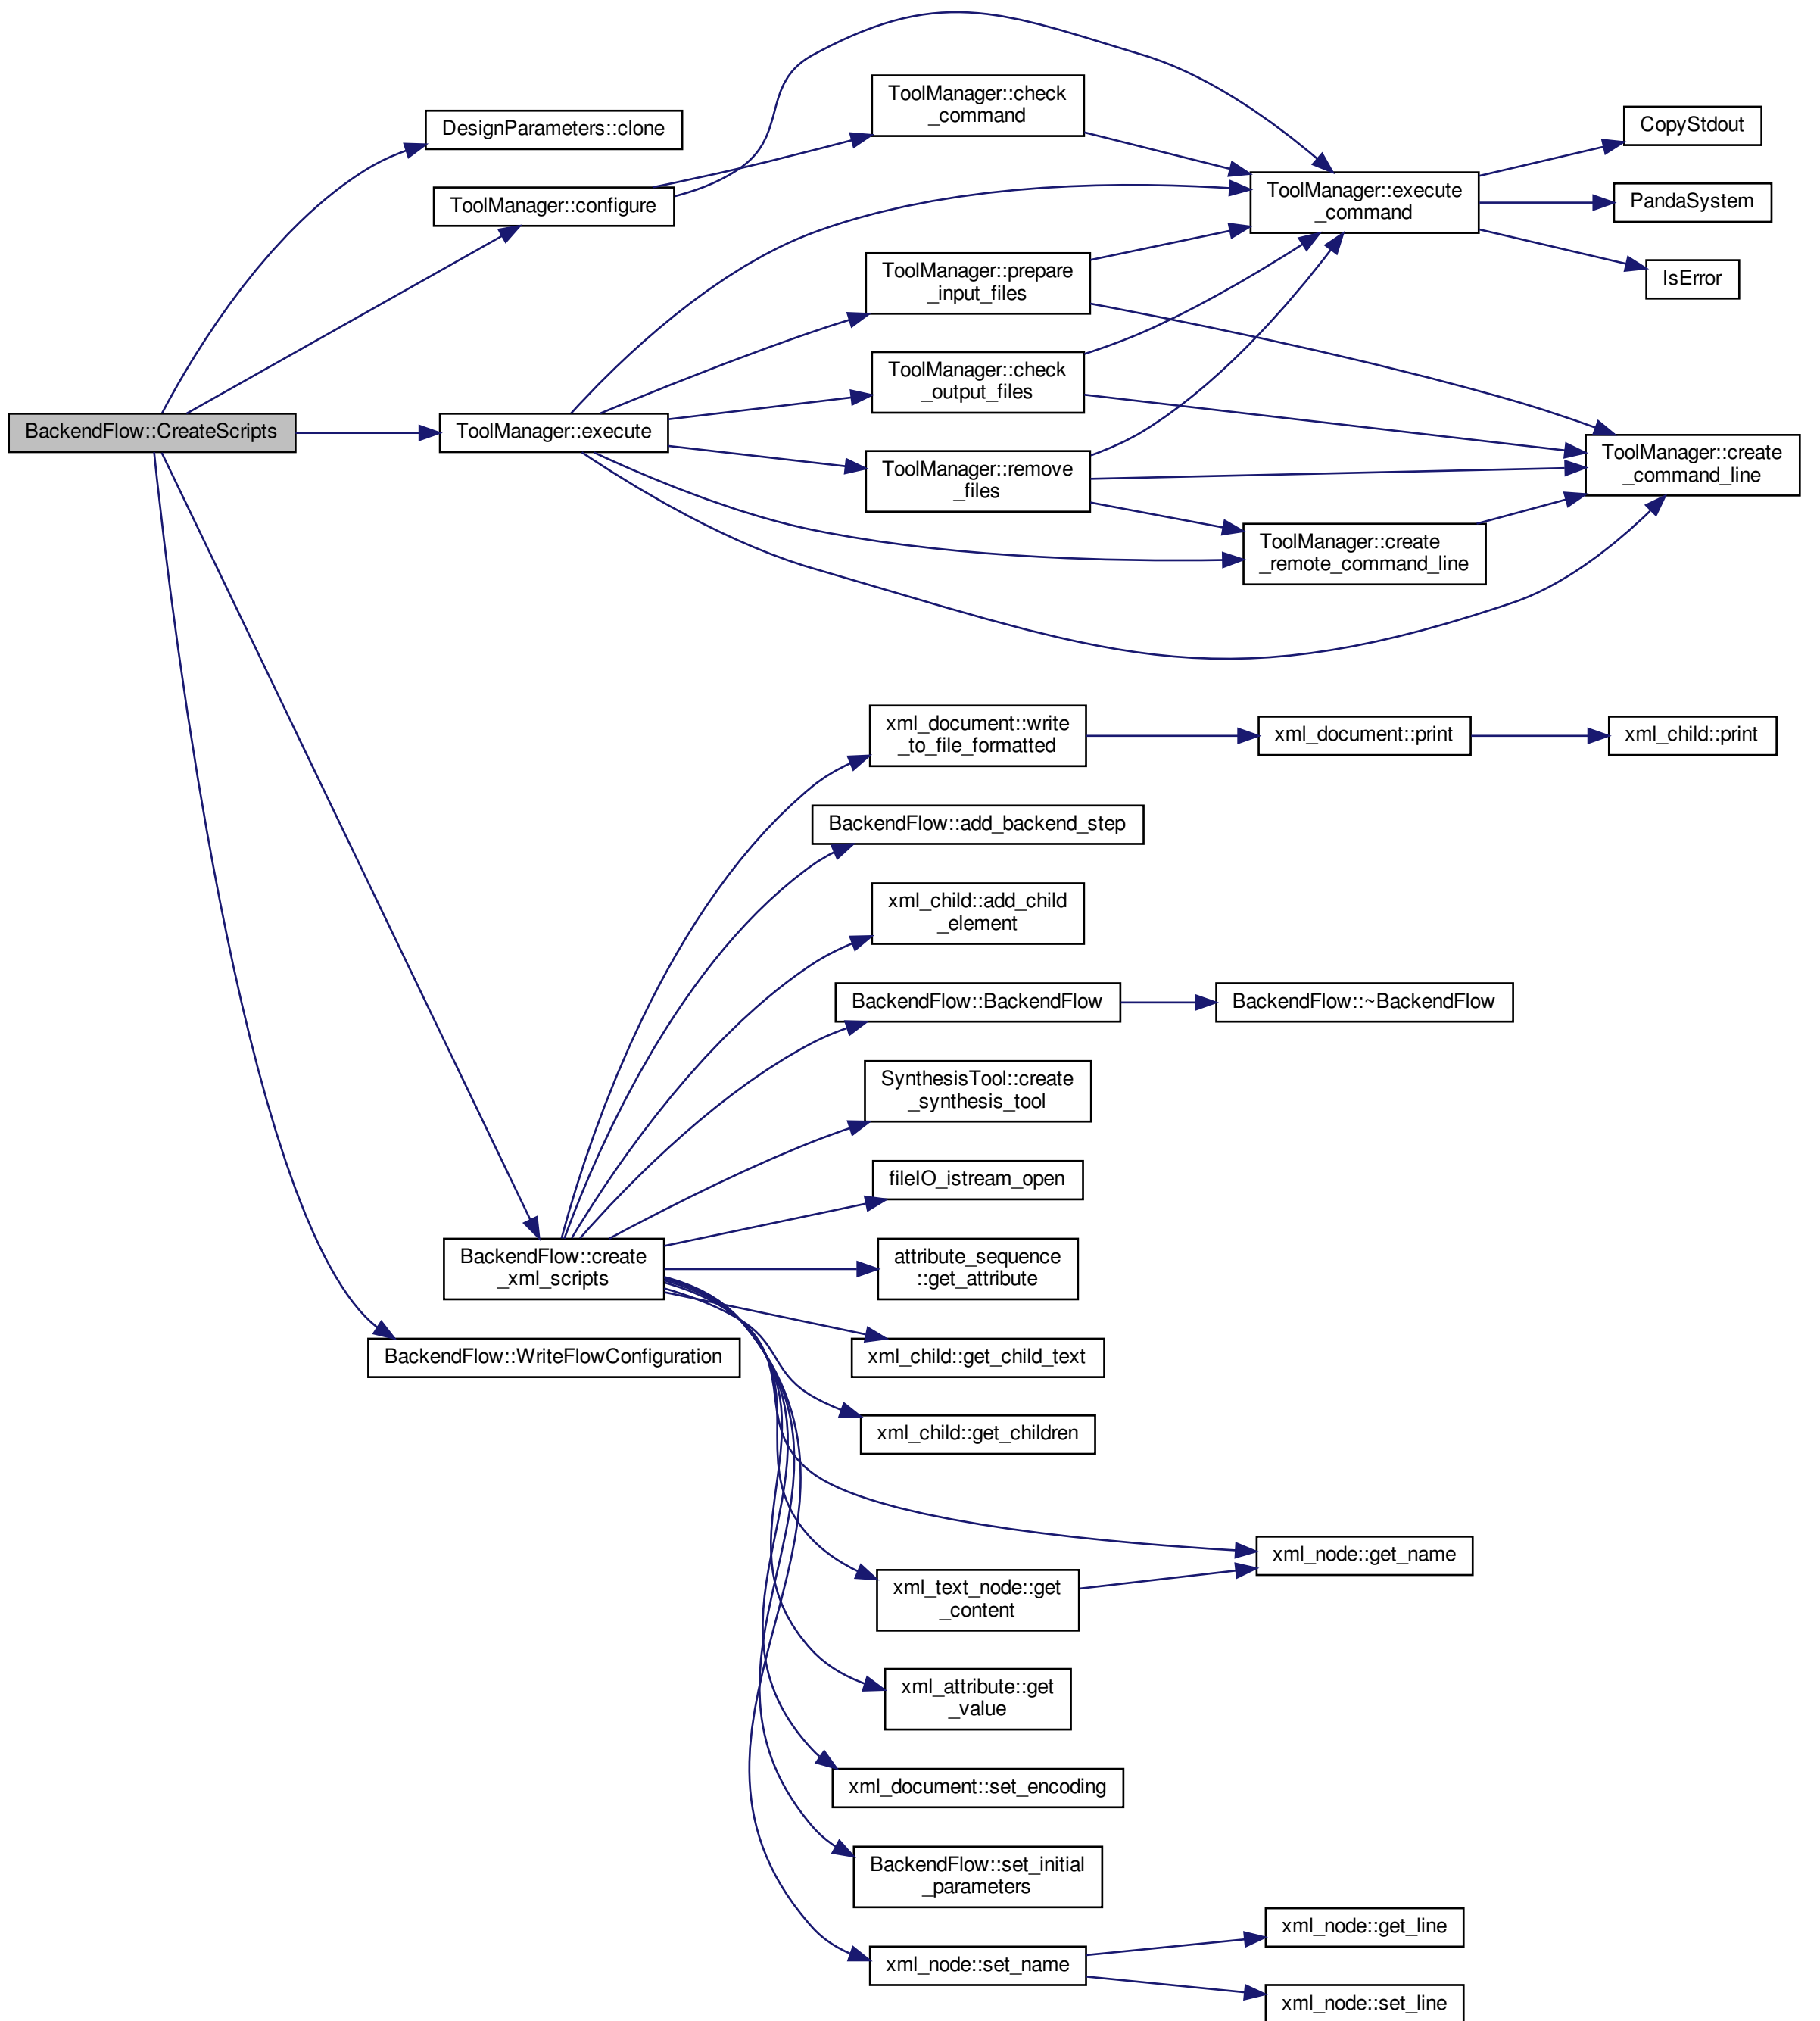 ToolManager::check
_command
CopyStdout
DesignParameters::clone
ToolManager::execute
_command
PandaSystem
ToolManager::configure
ToolManager::prepare
_input_files
IsError
ToolManager::check
_output_files
BackendFlow::CreateScripts
ToolManager::execute
ToolManager::create
_command_line
ToolManager::remove
_files
ToolManager::create
_remote_command_line
xml_document::write
_to_file_formatted
xml_document::print
xml_child::print
BackendFlow::add_backend_step
xml_child::add_child
_element
BackendFlow::BackendFlow
BackendFlow::~BackendFlow
SynthesisTool::create
_synthesis_tool
fileIO_istream_open
BackendFlow::create
_xml_scripts
attribute_sequence
::get_attribute
BackendFlow::WriteFlowConfiguration
xml_child::get_child_text
xml_child::get_children
xml_node::get_name
xml_text_node::get
_content
xml_attribute::get
_value
xml_document::set_encoding
BackendFlow::set_initial
_parameters
xml_node::get_line
xml_node::set_name
xml_node::set_line